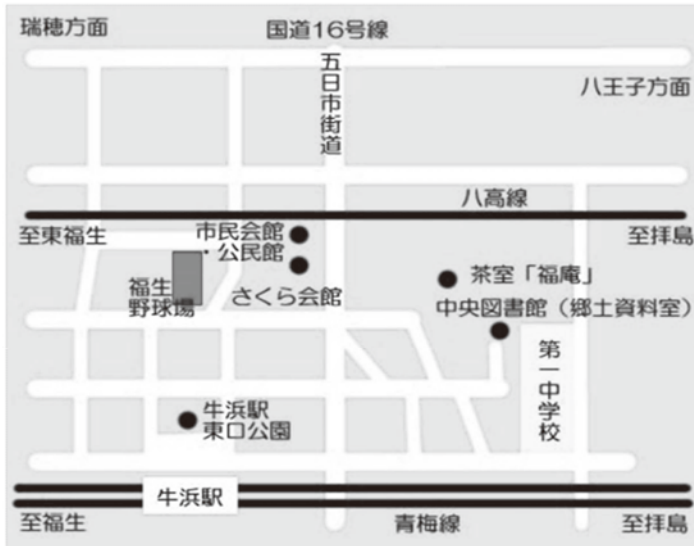 瑞穂方面
国道16号線
五日市街道
八王子方面
八高線
至東福生
至拝島
市民会館
・公民館
さくら会館
福生
野球場
茶室「福庵」
中央図書館（郷土資料室）
第一中学校
牛浜駅
東口公園
牛浜駅
至福生
青梅線
至拝島